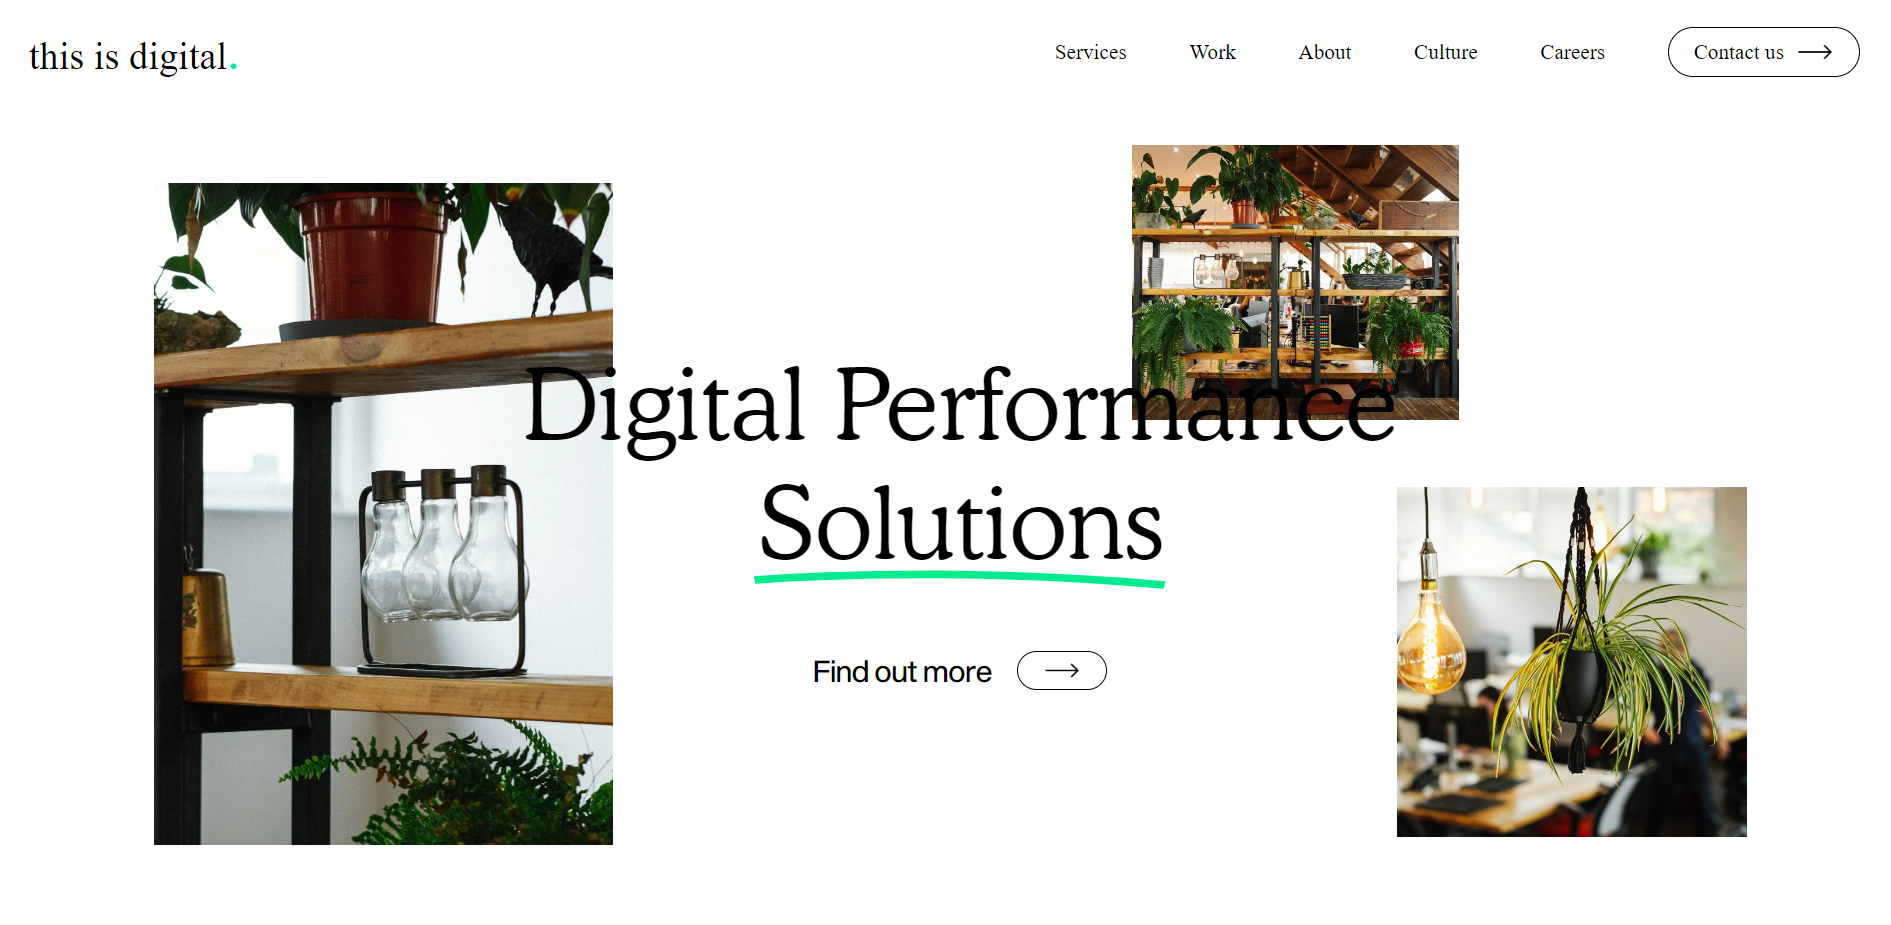 this is digital.
Services Work About Culture Careers Contact us
Digital Performance
Solutions
Find out more